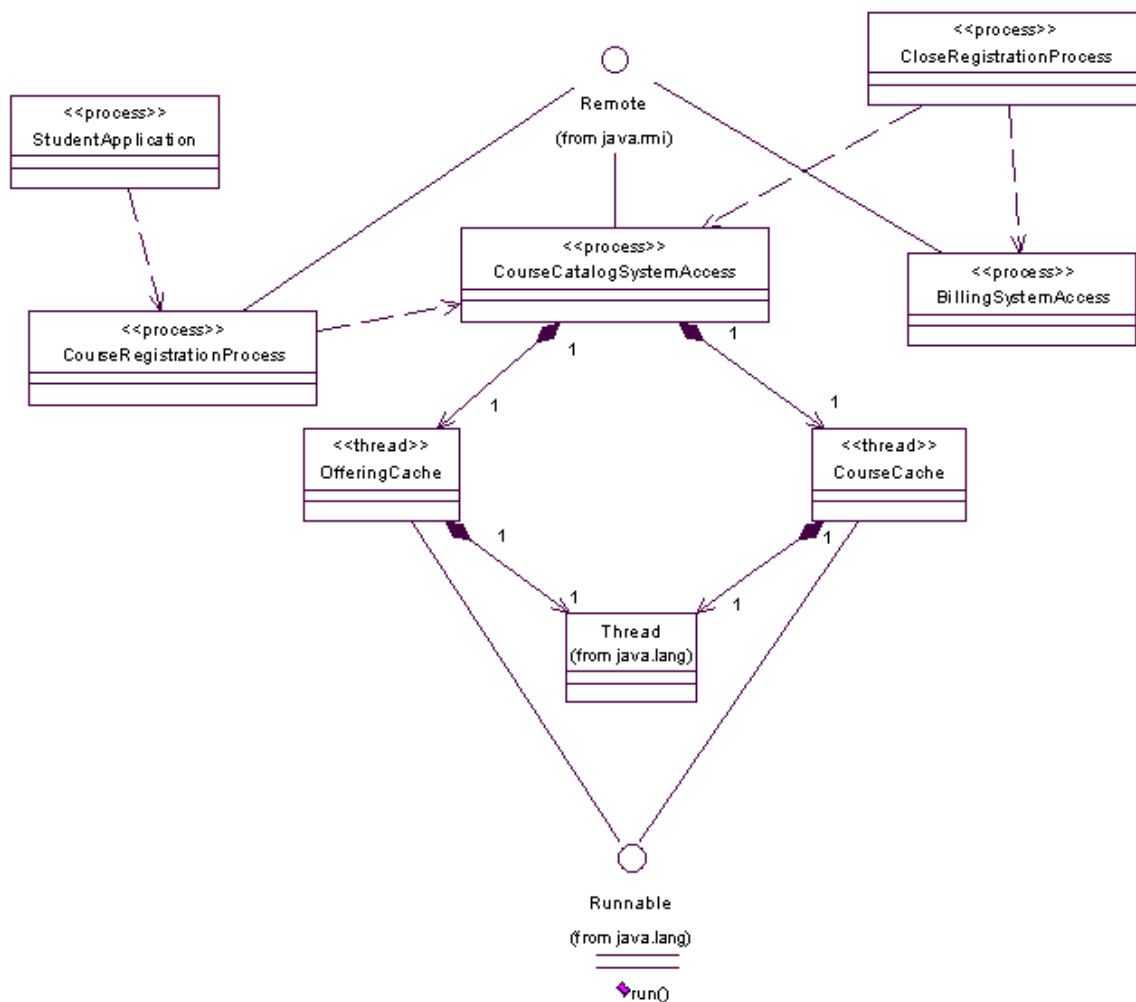 <<process>>
CloseRegistrationProcess
Remote
(from java.rmi)
<<process>>
StudentApplication
<<process>>
CourseCatalogSystemAccess
<<process>>
BillingSystemAccess
<<process>>
CourseRegistrationProcess
1
1
1
1
<<thread>>
OfferingCache
<<thread>>
CourseCache
1
1
1
1
Thread
(from java.lang)
Runnable
(from java.lang)
run()